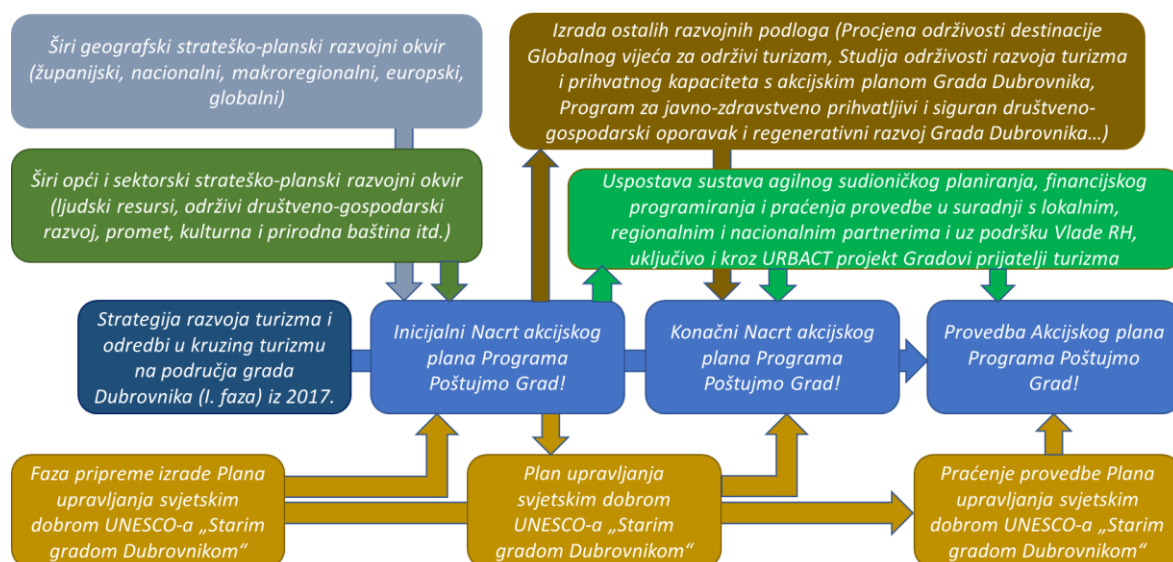 Širi geografski strateško-planski razvojni okvir
(županijski, nacionalni, makroregionalni, europski,
globalni)
Izrada ostalih razvojnih podloga (Procjena održivosti destinacije
Globalnog vijeća za održivi turizam, Studija održivosti razvoja turizma
i prihvatnog kapaciteta s akcijskim planom Grada Dubrovnika,
Program za javno-zdravstveno prihvatljivi i siguran društveno-
gospodarski oporavak i regenerativni razvoj Grada Dubrovnika…)
Širi opći i sektorski strateško-planski razvojni okvir
(ljudski resursi, održivi društveno-gospodarski
razvoj, promet, kulturna i prirodna baština itd.)
Uspostava sustava agilnog sudioničkog planiranja, financijskog
programiranja i praćenja provedbe u suradnji s lokalnim,
regionalnim i nacionalnim partnerima i uz podršku Vlade RH,
uključivo i kroz URBACT projekt Gradovi prijatelji turizma
Strategija razvoja turizma i
odredbi u kruzing turizmu
na područja grada
Dubrovnika (I. faza) iz 2017.
Inicijalni Nacrt akcijskog
plana Programa
Poštujmo Grad!
Konačni Nacrt akcijskog
plana Programa
Poštujmo Grad!
Provedba Akcijskog plana
Programa Poštujmo
Grad!
Faza pripreme izrade Plana
upravljanja svjetskim
dobrom UNESCO-a „Starim
gradom Dubrovnikom“
Plan upravljanja
svjetskim dobrom
UNESCO-a „Starim
gradom Dubrovnikom“
Praćenje provedbe Plana
upravljanja svjetskim
dobrom UNESCO-a „Starim
gradom Dubrovnikom“